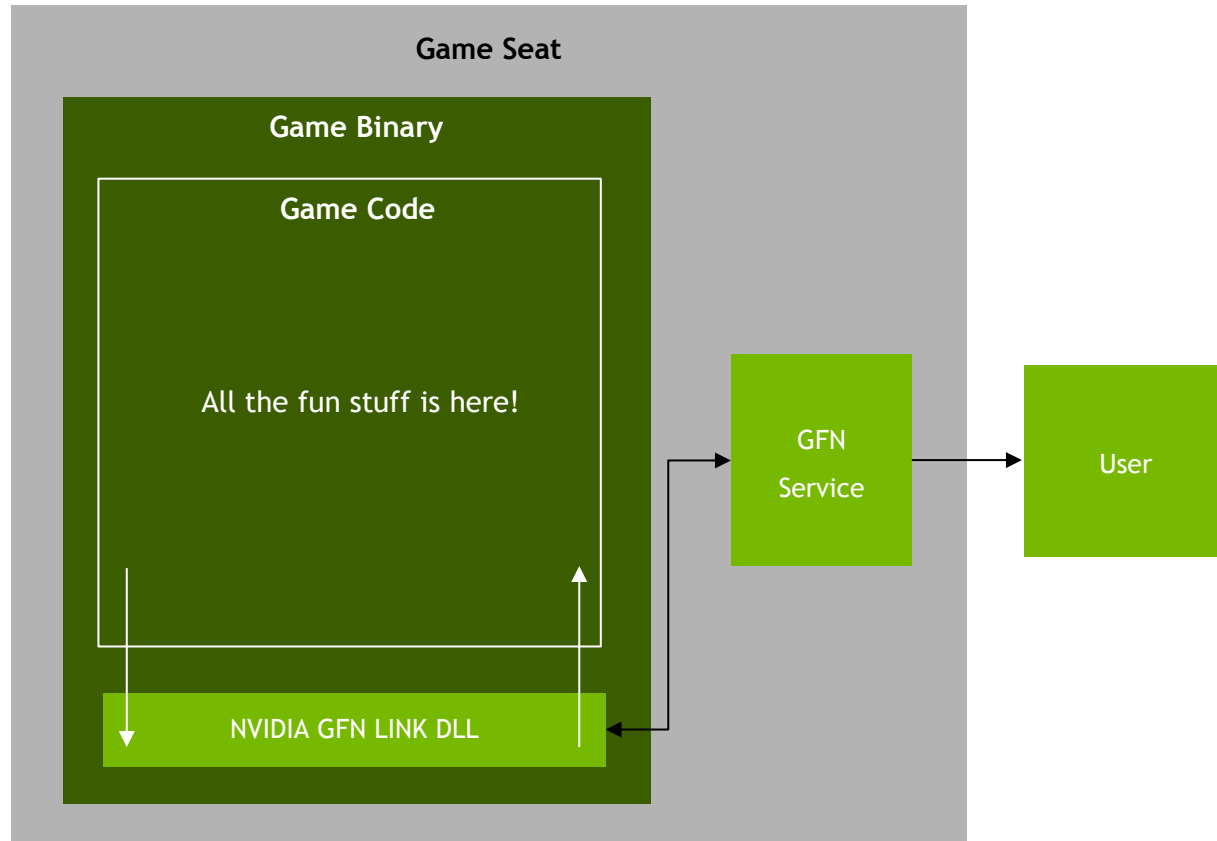 Game Seat
Game Binary
Game Code
All the fun stuff is here!
NVIDIA GFN LINK DLL
GFN
Service
User